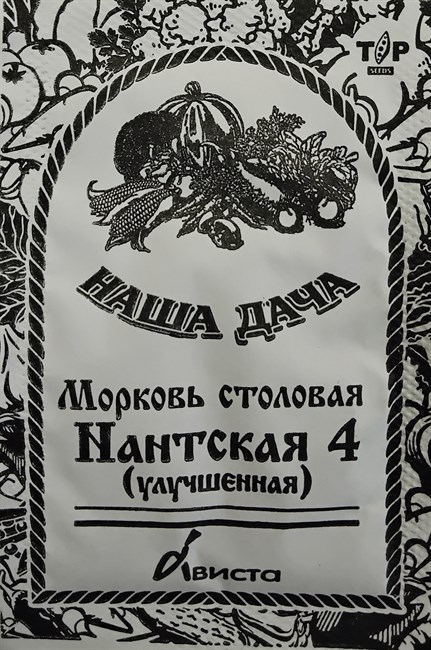 TOP
SEEDS
НАША ДАЧА
Морковь столовая
Нантская 4
(улучшенная)
Ависта